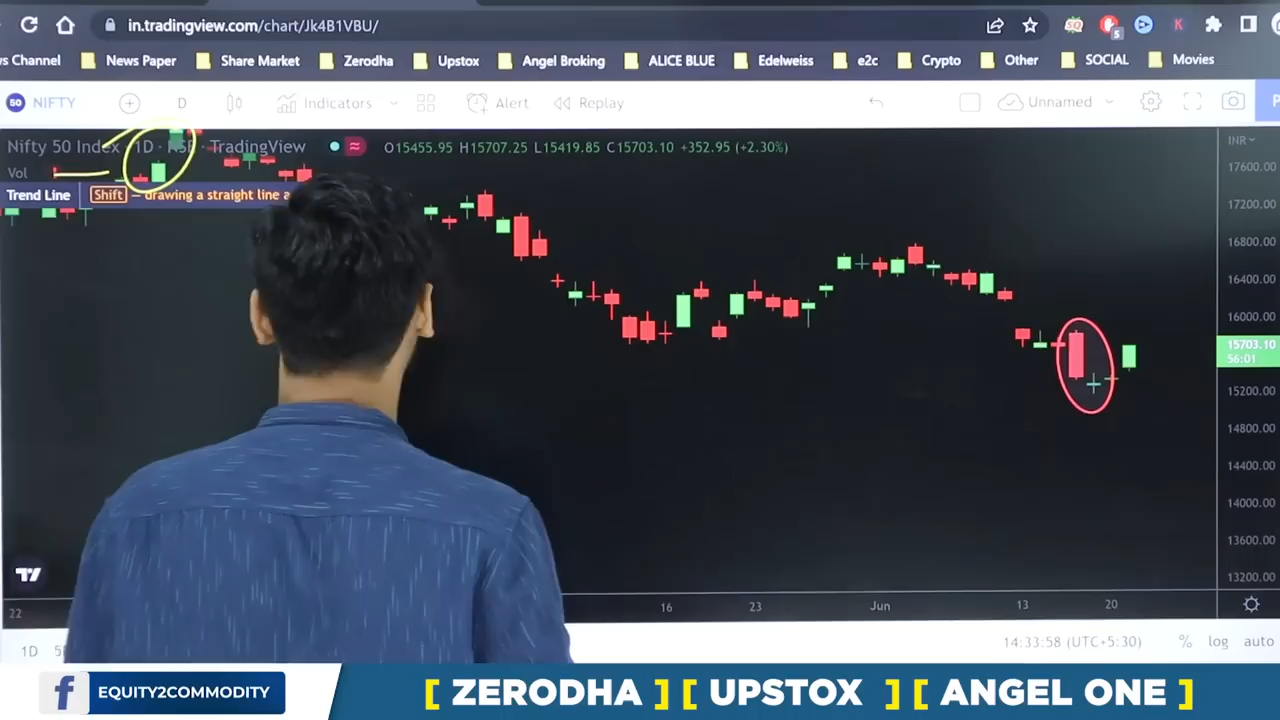 in.tradingview.com/chart/Jk4B1VBU/
5
K
vs Channel
News Paper
Share Market
Zerodha
Upstox
Angel Broking
ALICE BLUE
Edelweiss
e2c
Crypto
Other
SOCIAL
Movies
50 NIFTY
D
Indicators
Alert
Replay
Unnamed
P
Nifty 50 Index · 1D · NSE · TradingView
O15455.95 H15707.25 L15419.85 C15703.10 +352.95 (+2.30%)
INR
Vol
Trend Line
Shift — drawing a straight line a
17600.00
17200.00
16800.00
16400.00
16000.00
15703.10
56:01
15200.00
14800.00
14400.00
14000.00
13600.00
13200.00
22
16
23
Jun
13
20
1D
14:33:58 (UTC+5:30)
%
log
auto
f EQUITY2COMMODITY
[ ZERODHA ] [ UPSTOX ] [ ANGEL ONE ]